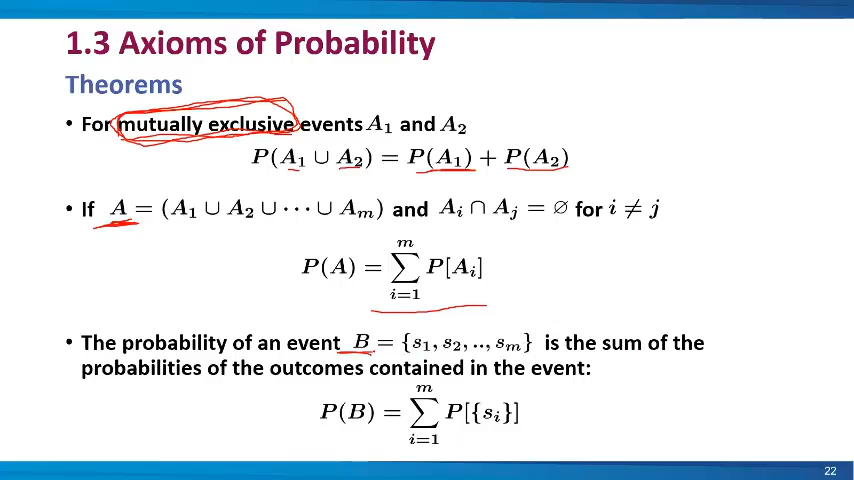 1.3 Axioms of Probability
Theorems
• For mutually exclusive events A₁ and A₂
P(A₁ ∪ A₂) = P(A₁) + P(A₂)
• If A = (A₁ ∪ A₂ ∪ ⋯ ∪ Aₘ) and Aᵢ ∩ Aⱼ = ∅ for i ≠ j
P(A) = ∑ᵢ₌₁ᵐ P[Aᵢ]
• The probability of an event B = {s₁, s₂, .., sₘ} is the sum of the
probabilities of the outcomes contained in the event:
P(B) = ∑ᵢ₌₁ᵐ P[{sᵢ}]
22